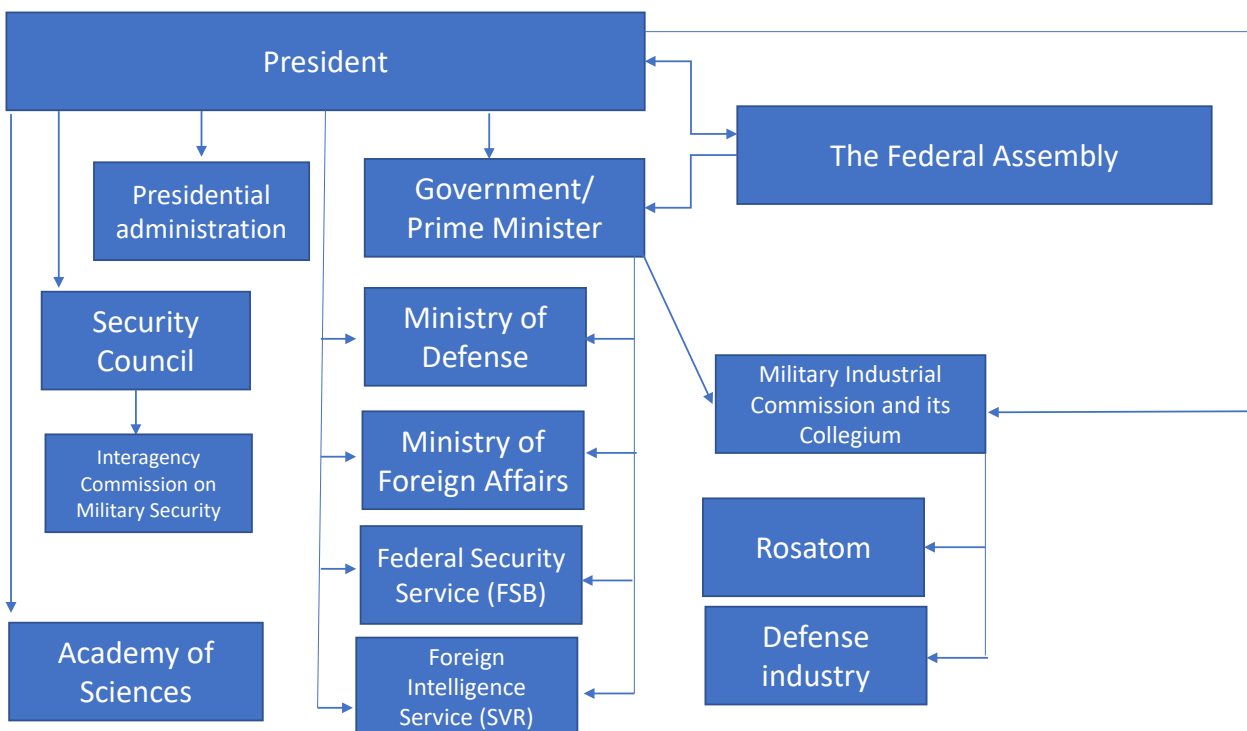 President
The Federal Assembly
Presidential
administration
Government/
Prime Minister
Security
Council
Ministry of
Defense
Military Industrial
Commission and its
Collegium
Interagency
Commission on
Military Security
Ministry of
Foreign Affairs
Rosatom
Federal Security
Service (FSB)
Academy of
Sciences
Foreign
Intelligence
Service (SVR)
Defense
industry